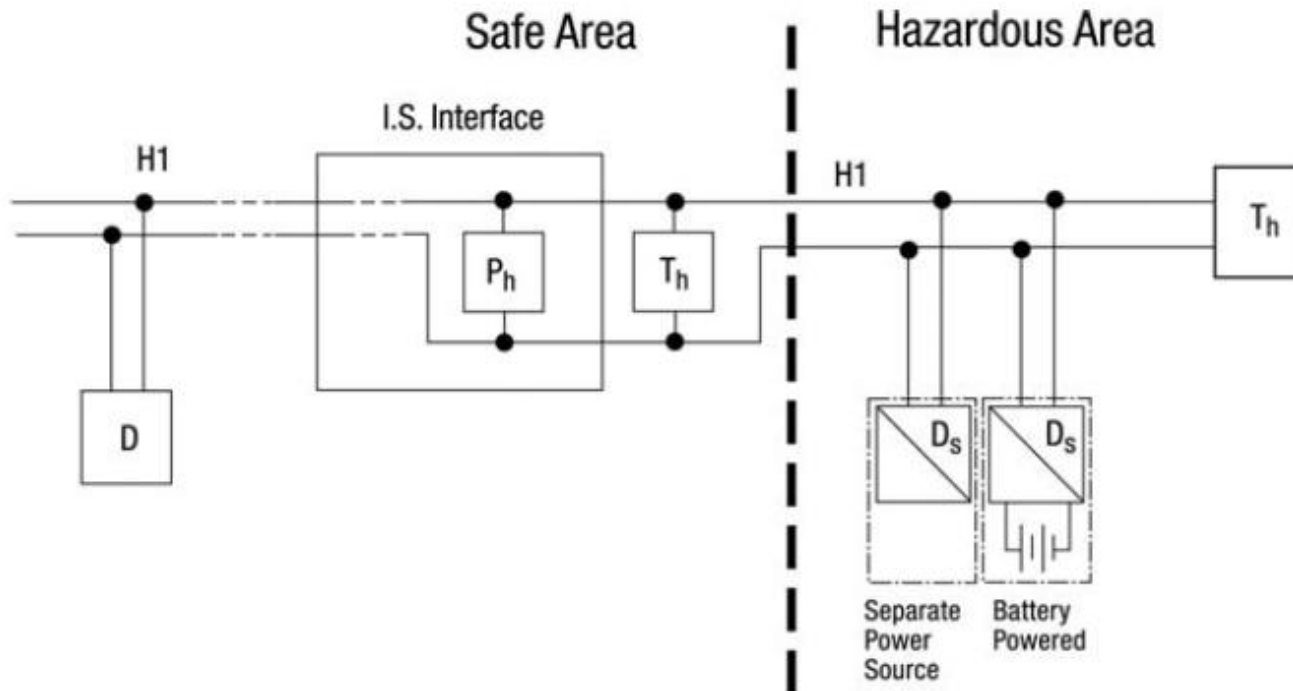 Safe Area
Hazardous Area
I.S. Interface
H1
H1
Th
Ph
Th
D
Ds
Ds
Separate
Power
Source
Battery
Powered